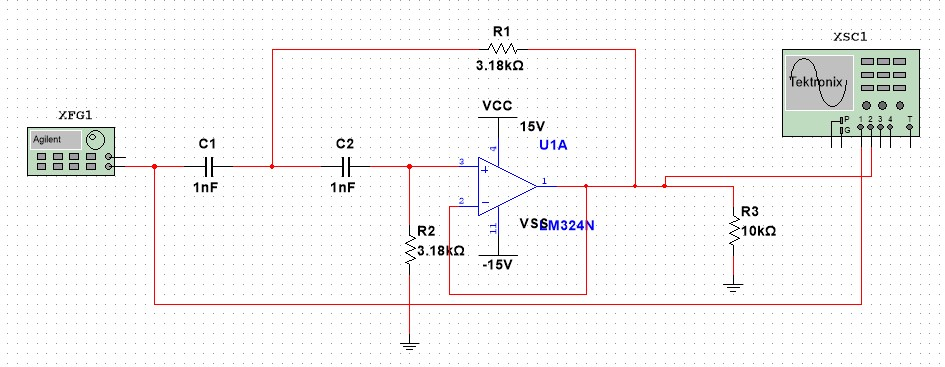 R1
3.18kΩ
XSC1
Tektronix
P
G
1 2 3 4 T
XFG1
Agilent
VCC
15V
U1A
C1
1nF
C2
1nF
4
3
2
1
11
VSS
LM324N
-15V
R2
3.18kΩ
R3
10kΩ